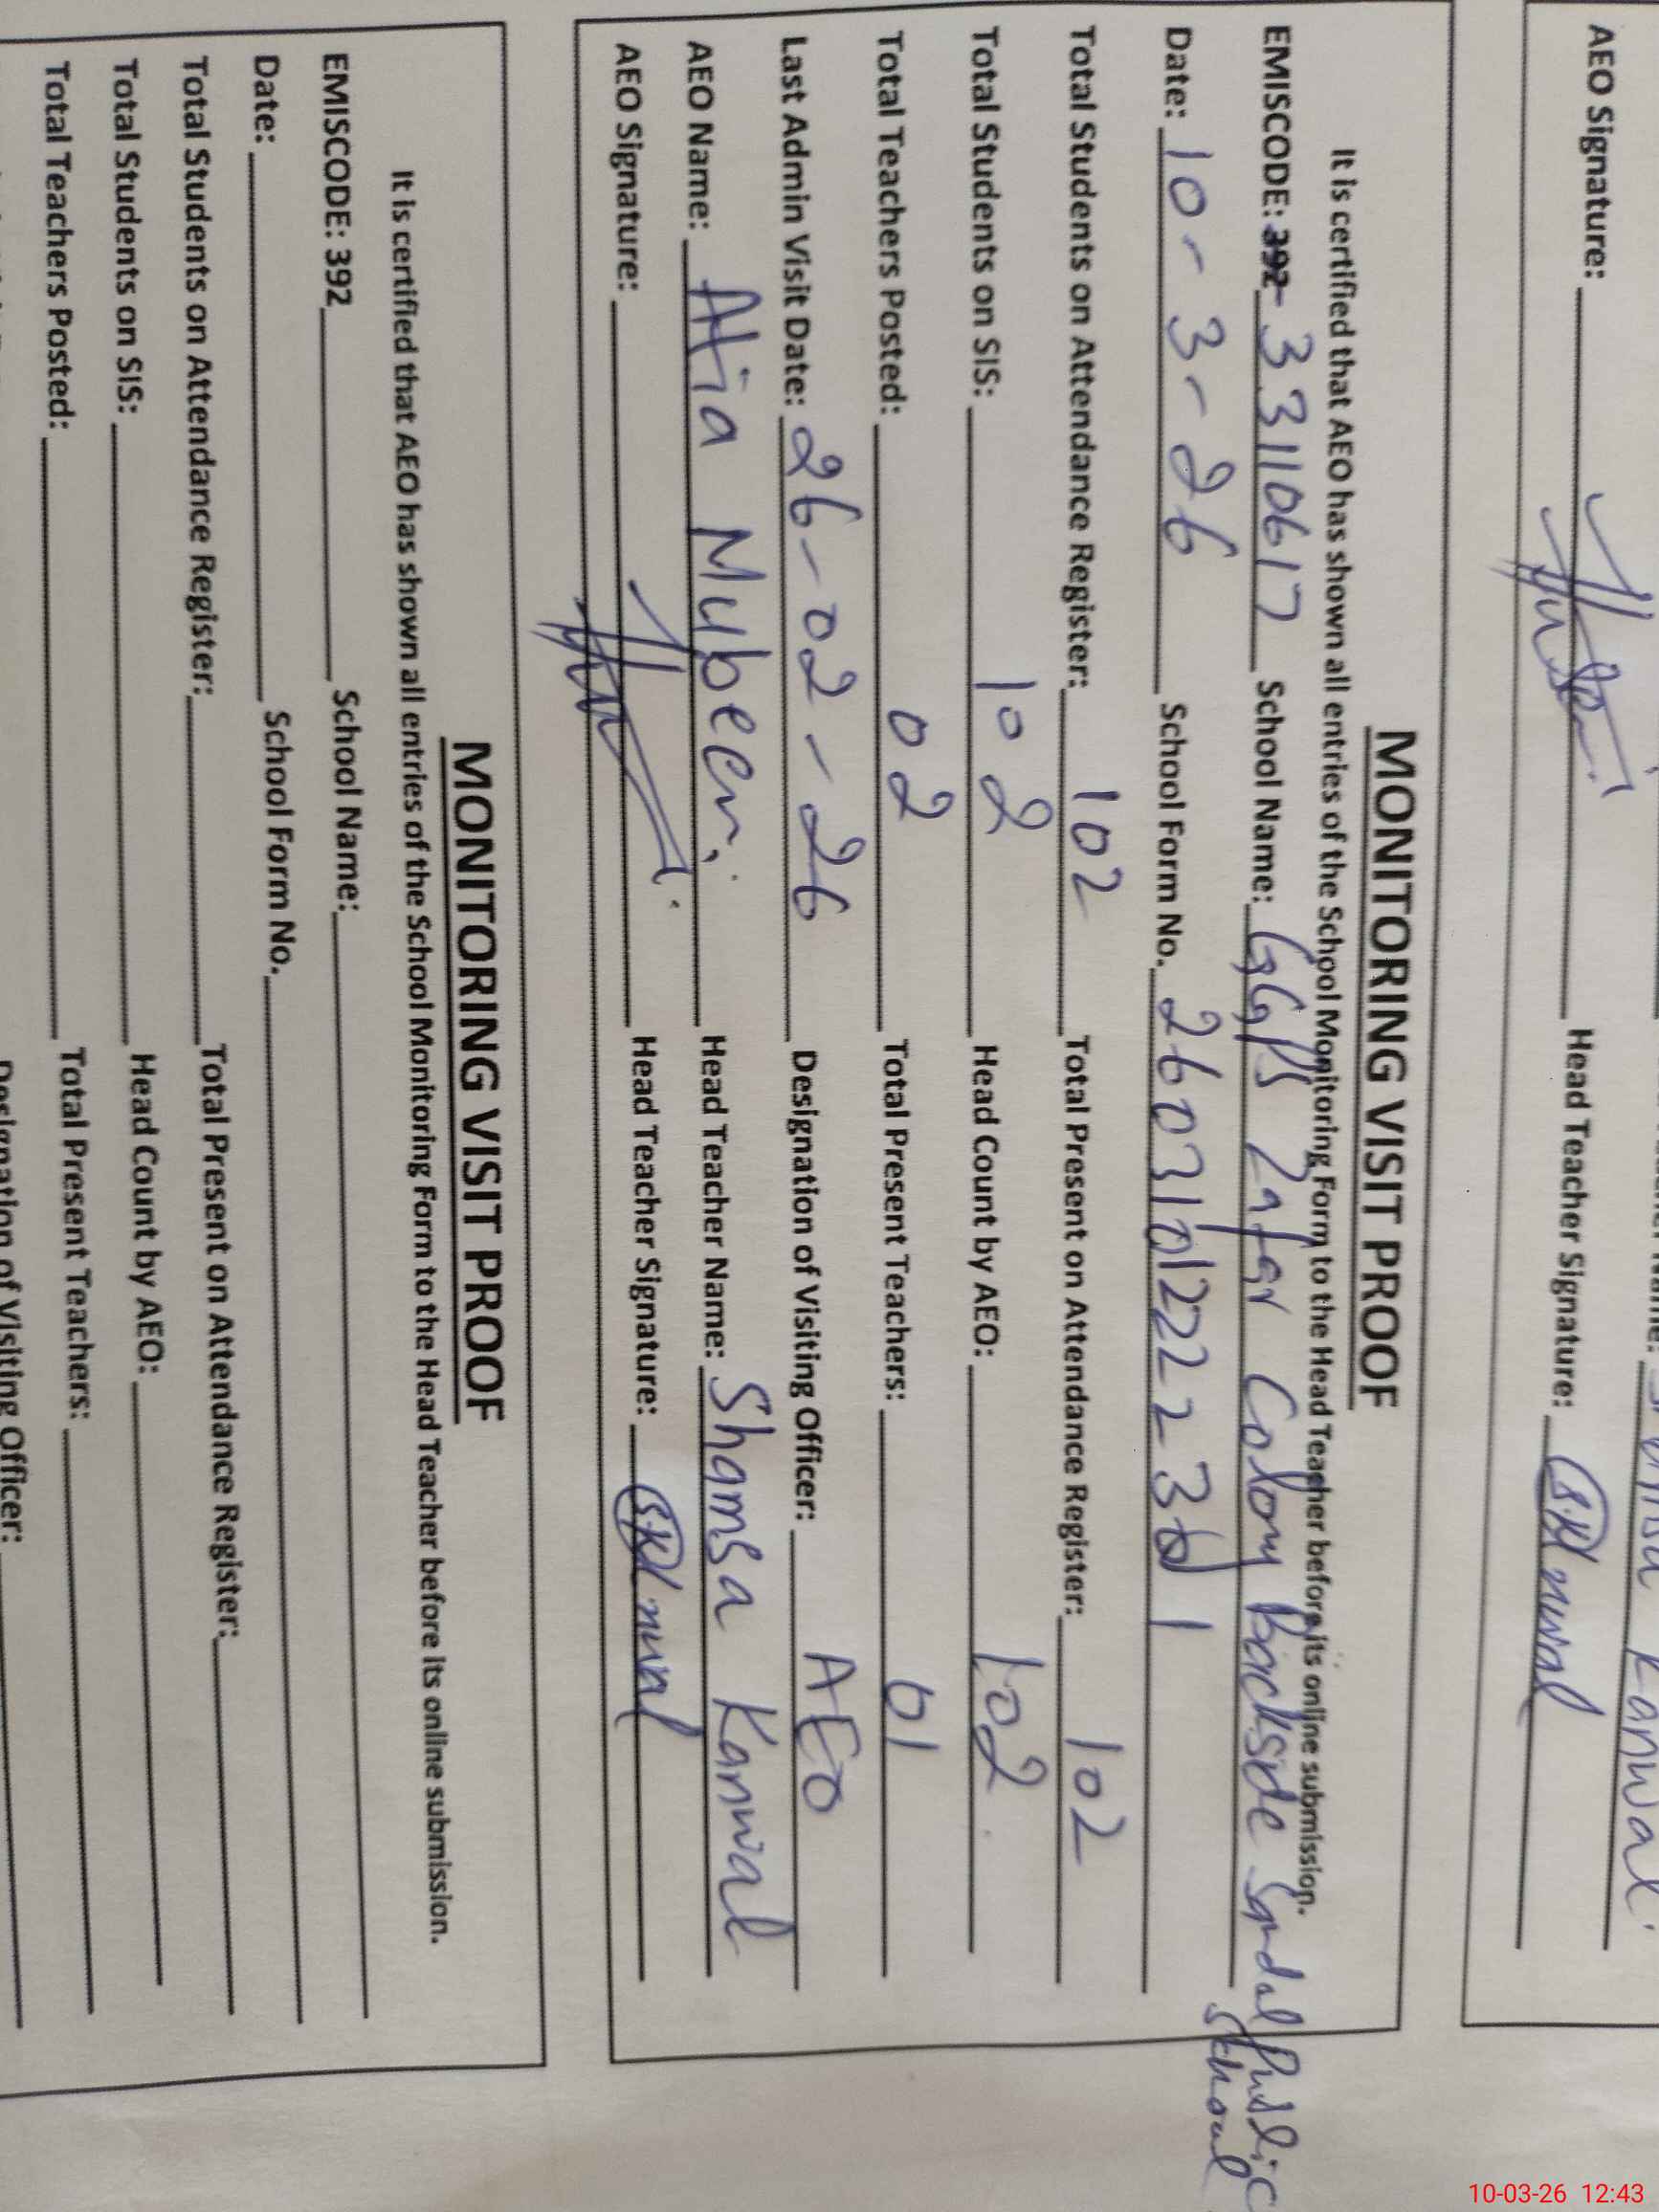 Kanwal
AEO Signature: Head Teacher Signature:
MONITORING VISIT PROOF
It is certified that AEO has shown all entries of the School Monitoring Form to the Head Teacher before its online submission.
EMISCODE: 392 33110617 School Name: GGPS Zafar Colony Backside Sandal Public School
Date: 10-3-26 School Form No.
Total Students on Attendance Register: 102 Total Present on Attendance Register: 102
Total Students on SIS: 102 Head Count by AEO: 102
Total Teachers Posted: 02 Total Present Teachers: 01
Last Admin Visit Date: 26-02-26 Designation of Visiting Officer: AEO
AEO Name: Atia Mubeen Head Teacher Name: Shamsa Kanwal
AEO Signature: Head Teacher Signature:
MONITORING VISIT PROOF
It is certified that AEO has shown all entries of the School Monitoring Form to the Head Teacher before its online submission.
EMISCODE: 392 School Name:
Date: School Form No.
Total Students on Attendance Register: Total Present on Attendance Register:
Total Students on SIS: Head Count by AEO:
Total Teachers Posted: Total Present Teachers:
Designation of Visiting Officer:
10-03-26 12:43